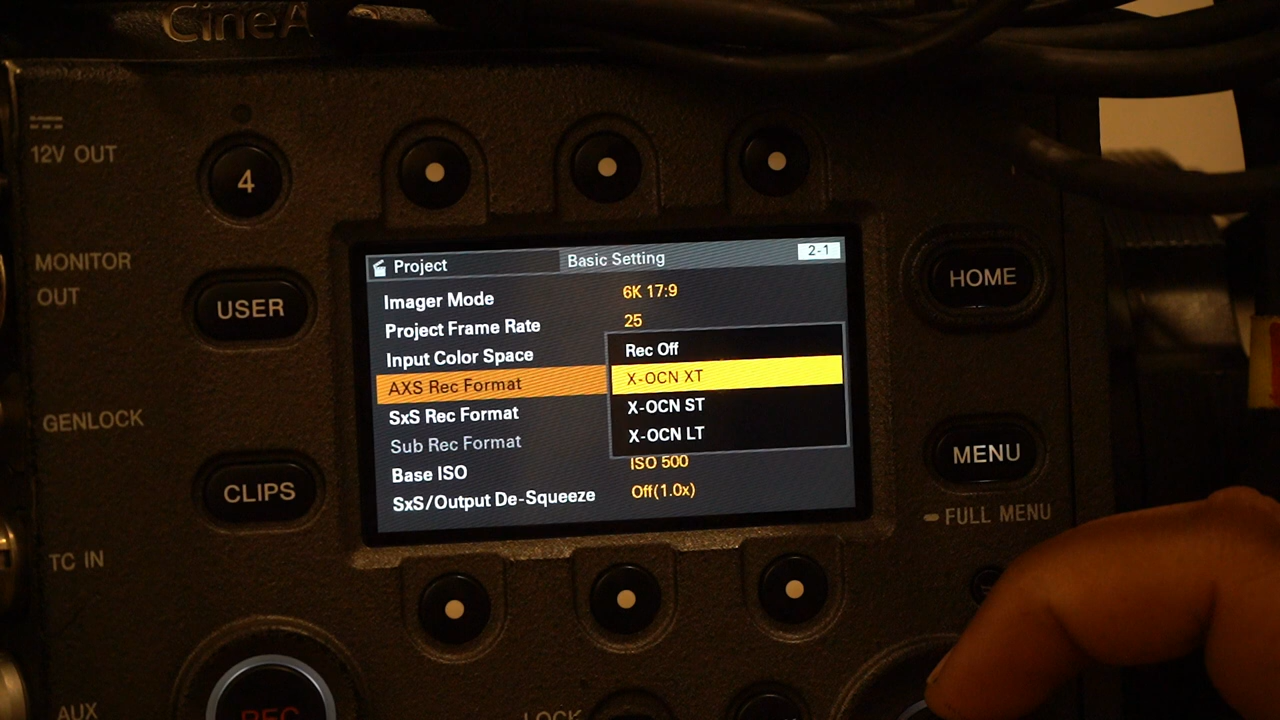 CineA
12V OUT
4
MONITOR
OUT
USER
GENLOCK
CLIPS
TC IN
AUX
REC
LOCK
HOME
MENU
FULL MENU
Project
Basic Setting
2-1
Imager Mode
6K 17:9
Project Frame Rate
25
Input Color Space
Rec Off
AXS Rec Format
X-OCN XT
SxS Rec Format
X-OCN ST
Sub Rec Format
X-OCN LT
Base ISO
ISO 500
SxS/Output De-Squeeze
Off(1.0x)